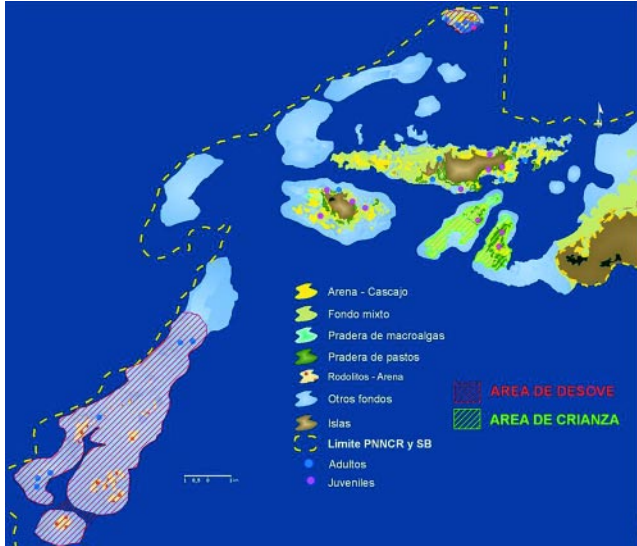 Arena - Cascajo
Fondo mixto
Pradera de macroalgas
Pradera de pastos
Rodolitos - Arena
Otros fondos
Islas
Limite PNNCR y SB
Adultos
Juveniles
AREA DE DESOVE
AREA DE CRIANZA